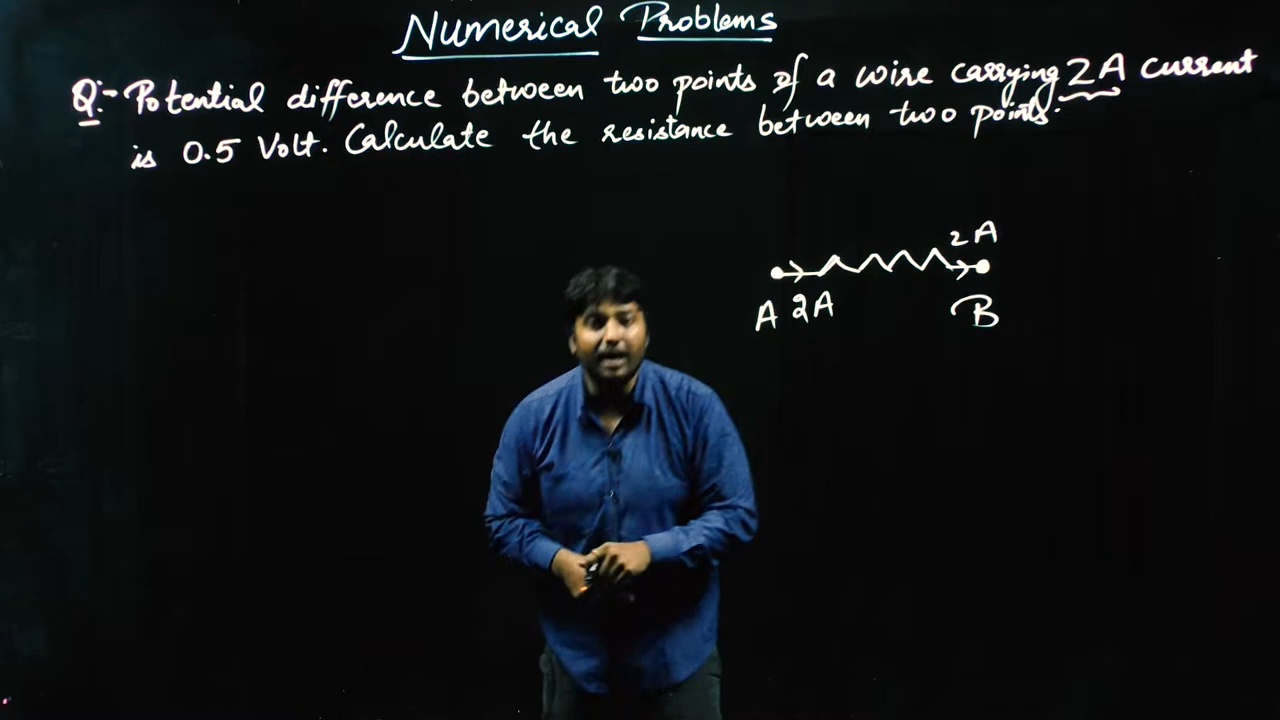 Numerical Problems
Q:- Potential difference between two points of a wire carrying 2A current
is 0.5 Volt. Calculate the resistance between two points.
2A
A 2A B